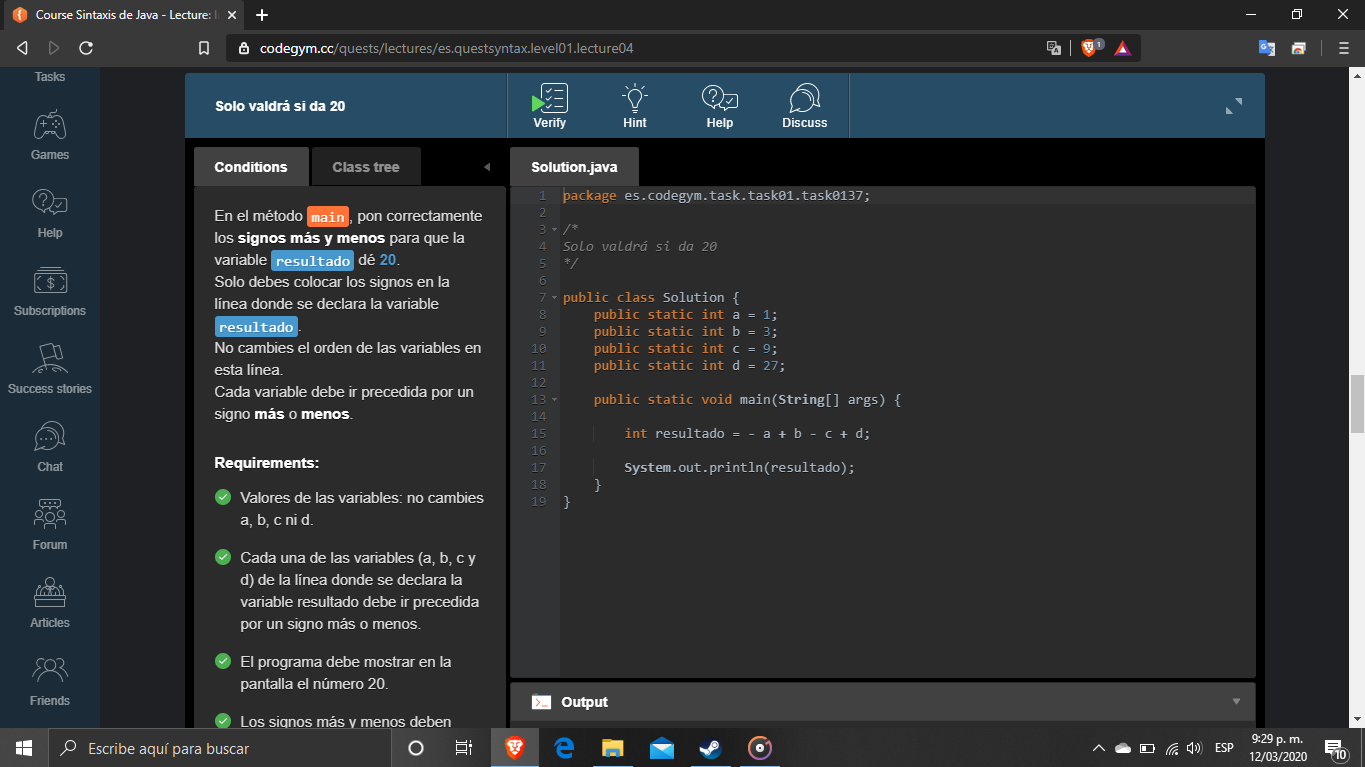 Course Sintaxis de Java - Lecture:
codegym.cc/quests/lectures/es.questsyntax.level01.lecture04
1
Tasks
Games
Help
Subscriptions
Success stories
Chat
Forum
Articles
Friends
Solo valdrá si da 20
Verify
Hint
Help
Discuss
Conditions
Class tree
En el método main, pon correctamente
los signos más y menos para que la
variable resultado dé 20.
Solo debes colocar los signos en la
línea donde se declara la variable
resultado.
No cambies el orden de las variables en
esta línea.
Cada variable debe ir precedida por un
signo más o menos.
Requirements:
Valores de las variables: no cambies
a, b, c ni d.
Cada una de las variables (a, b, c y
d) de la línea donde se declara la
variable resultado debe ir precedida
por un signo más o menos.
El programa debe mostrar en la
pantalla el número 20.
Los signos más y menos deben
Solution.java
1 package es.codegym.task.task01.task0137;
2
3 /*
4 Solo valdrá si da 20
5 */
6
7 public class Solution {
8 public static int a = 1;
9 public static int b = 3;
10 public static int c = 9;
11 public static int d = 27;
12
13 public static void main(String[] args) {
14
15 int resultado = - a + b - c + d;
16
17 System.out.println(resultado);
18 }
19 }
>_ Output
Escribe aquí para buscar
ESP
9:29 p. m.
12/03/2020
10